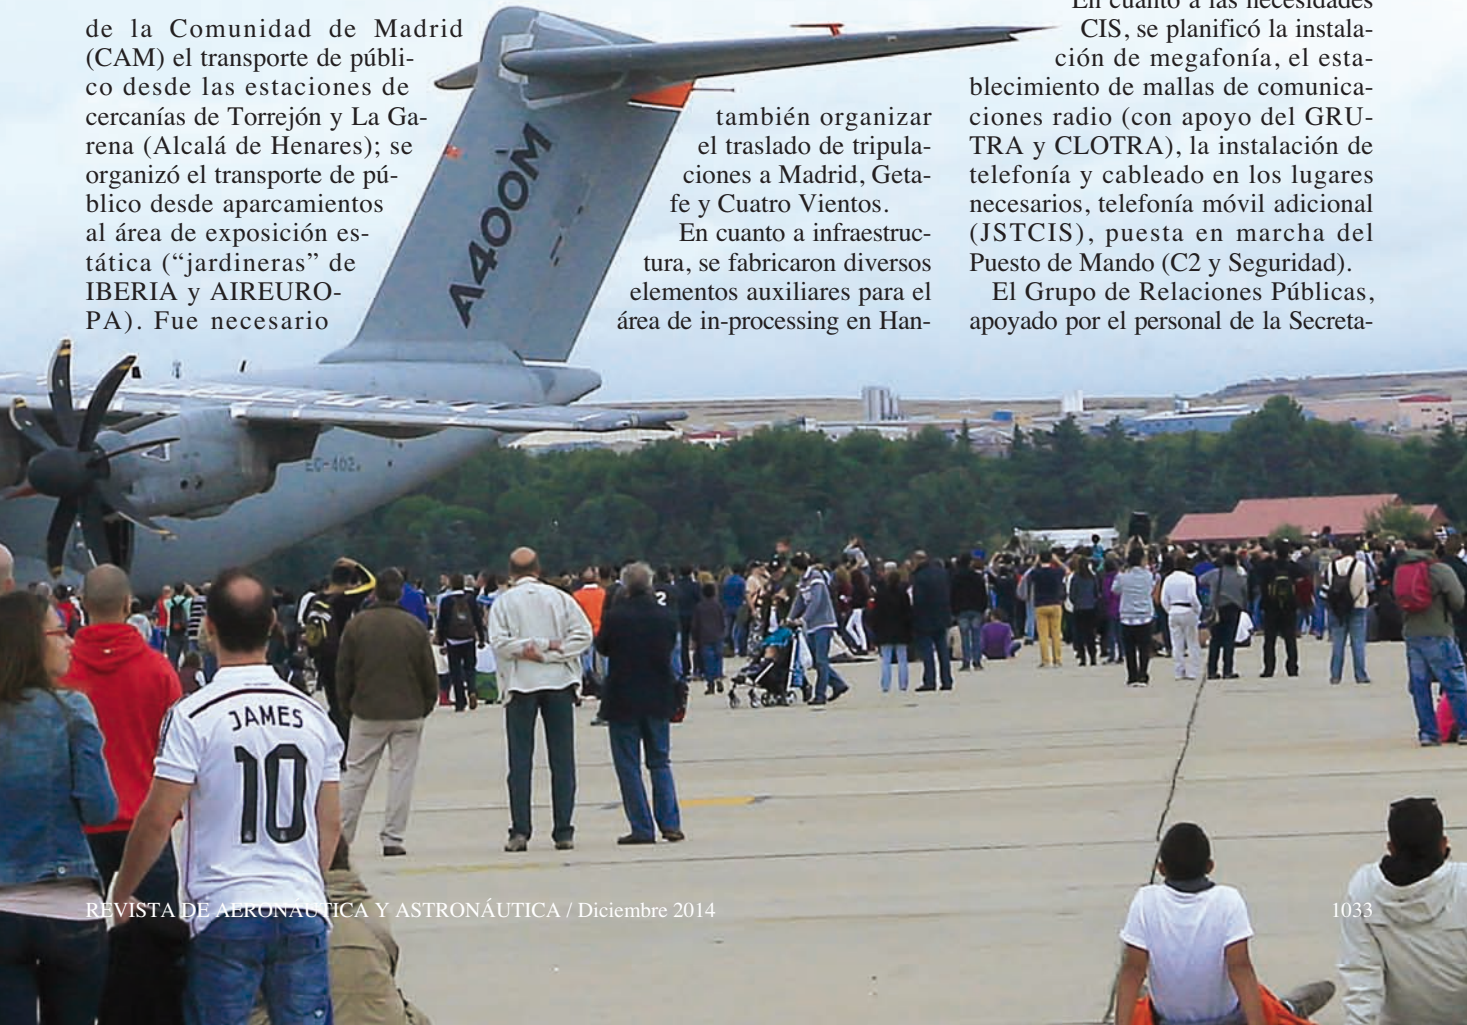 de la Comunidad de Madrid
(CAM) el transporte de públi-
co desde las estaciones de
cercanías de Torrejón y La Ga-
rena (Alcalá de Henares); se
organizó el transporte de pú-
blico desde aparcamientos
al área de exposición es-
tática (“jardineras” de
IBERIA y AIREURO-
PA). Fue necesario
también organizar
el traslado de tripula-
ciones a Madrid, Geta-
fe y Cuatro Vientos.
En cuanto a infraestruc-
tura, se fabricaron diversos
elementos auxiliares para el
área de in-processing en Han-
En cuanto a las necesidades
CIS, se planificó la instala-
ción de megafonía, el esta-
blecimiento de mallas de comunica-
ciones radio (con apoyo del GRU-
TRA y CLOTRA), la instalación de
telefonía y cableado en los lugares
necesarios, telefonía móvil adicional
(JSTCIS), puesta en marcha del
Puesto de Mando (C2 y Seguridad).
El Grupo de Relaciones Públicas,
apoyado por el personal de la Secreta-
A400M
EC-402
JAMES
10
REVISTA DE AERONÁUTICA Y ASTRONÁUTICA / Diciembre 2014
1033